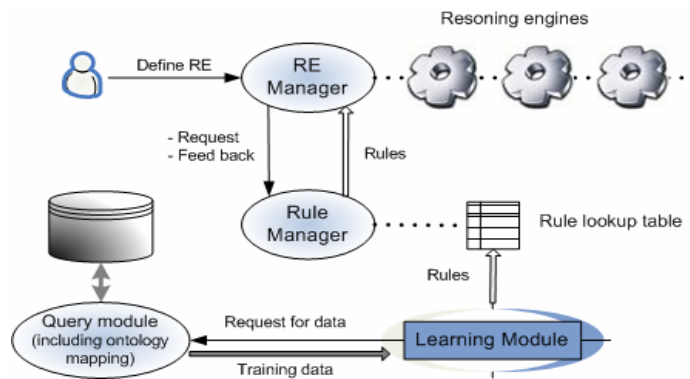 Resoning engines
Define RE
RE
Manager
- Request
- Feed back
Rules
Rule
Manager
Rule lookup table
Rules
Query module
(including ontology
mapping)
Request for data
Learning Module
Training data